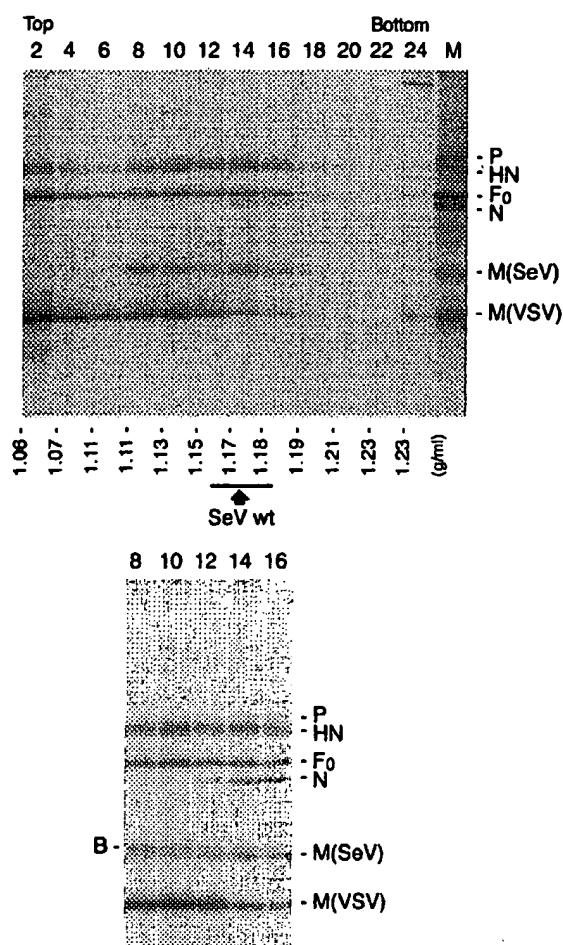 Top Bottom
2 4 6 8 10 12 14 16 18 20 22 24 M
- P
- HN
- F0
- N
- M(SeV)
- M(VSV)
1.06 - 1.07 - 1.11 - 1.11 - 1.13 - 1.15 - 1.17 - 1.18 - 1.19 - 1.21 - 1.23 - 1.23 - (g/ml)
SeV wt
8 10 12 14 16
- P
- HN
- F0
- N
B - - M(SeV)
- M(VSV)